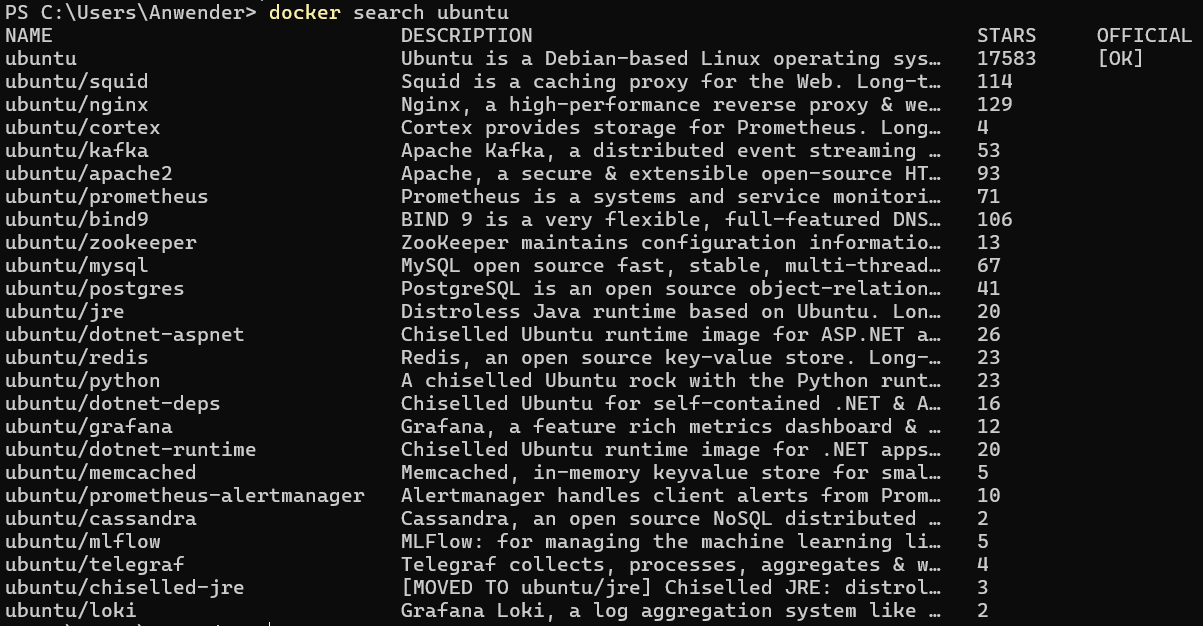 PS C:\Users\Anwender> docker search ubuntu
NAME                             DESCRIPTION                                     STARS     OFFICIAL
ubuntu                           Ubuntu is a Debian-based Linux operating sys…   17583     [OK]
ubuntu/squid                     Squid is a caching proxy for the Web. Long-t…   114
ubuntu/nginx                     Nginx, a high-performance reverse proxy & we…   129
ubuntu/cortex                    Cortex provides storage for Prometheus. Long…   4
ubuntu/kafka                     Apache Kafka, a distributed event streaming …   53
ubuntu/apache2                   Apache, a secure & extensible open-source HT…   93
ubuntu/prometheus                Prometheus is a systems and service monitori…   71
ubuntu/bind9                     BIND 9 is a very flexible, full-featured DNS…   106
ubuntu/zookeeper                 ZooKeeper maintains configuration informatio…   13
ubuntu/mysql                     MySQL open source fast, stable, multi-thread…   67
ubuntu/postgres                  PostgreSQL is an open source object-relation…   41
ubuntu/jre                       Distroless Java runtime based on Ubuntu. Lon…   20
ubuntu/dotnet-aspnet             Chiselled Ubuntu runtime image for ASP.NET a…   26
ubuntu/redis                     Redis, an open source key-value store. Long-…   23
ubuntu/python                    A chiselled Ubuntu rock with the Python runt…   23
ubuntu/dotnet-deps               Chiselled Ubuntu for self-contained .NET & A…   16
ubuntu/grafana                   Grafana, a feature rich metrics dashboard & …   12
ubuntu/dotnet-runtime            Chiselled Ubuntu runtime image for .NET apps…   20
ubuntu/memcached                 Memcached, in-memory keyvalue store for smal…   5
ubuntu/prometheus-alertmanager   Alertmanager handles client alerts from Prom…   10
ubuntu/cassandra                 Cassandra, an open source NoSQL distributed …   2
ubuntu/mlflow                    MLFlow: for managing the machine learning li…   5
ubuntu/telegraf                  Telegraf collects, processes, aggregates & w…   4
ubuntu/chiselled-jre             [MOVED TO ubuntu/jre] Chiselled JRE: distrol…   3
ubuntu/loki                      Grafana Loki, a log aggregation system like …   2